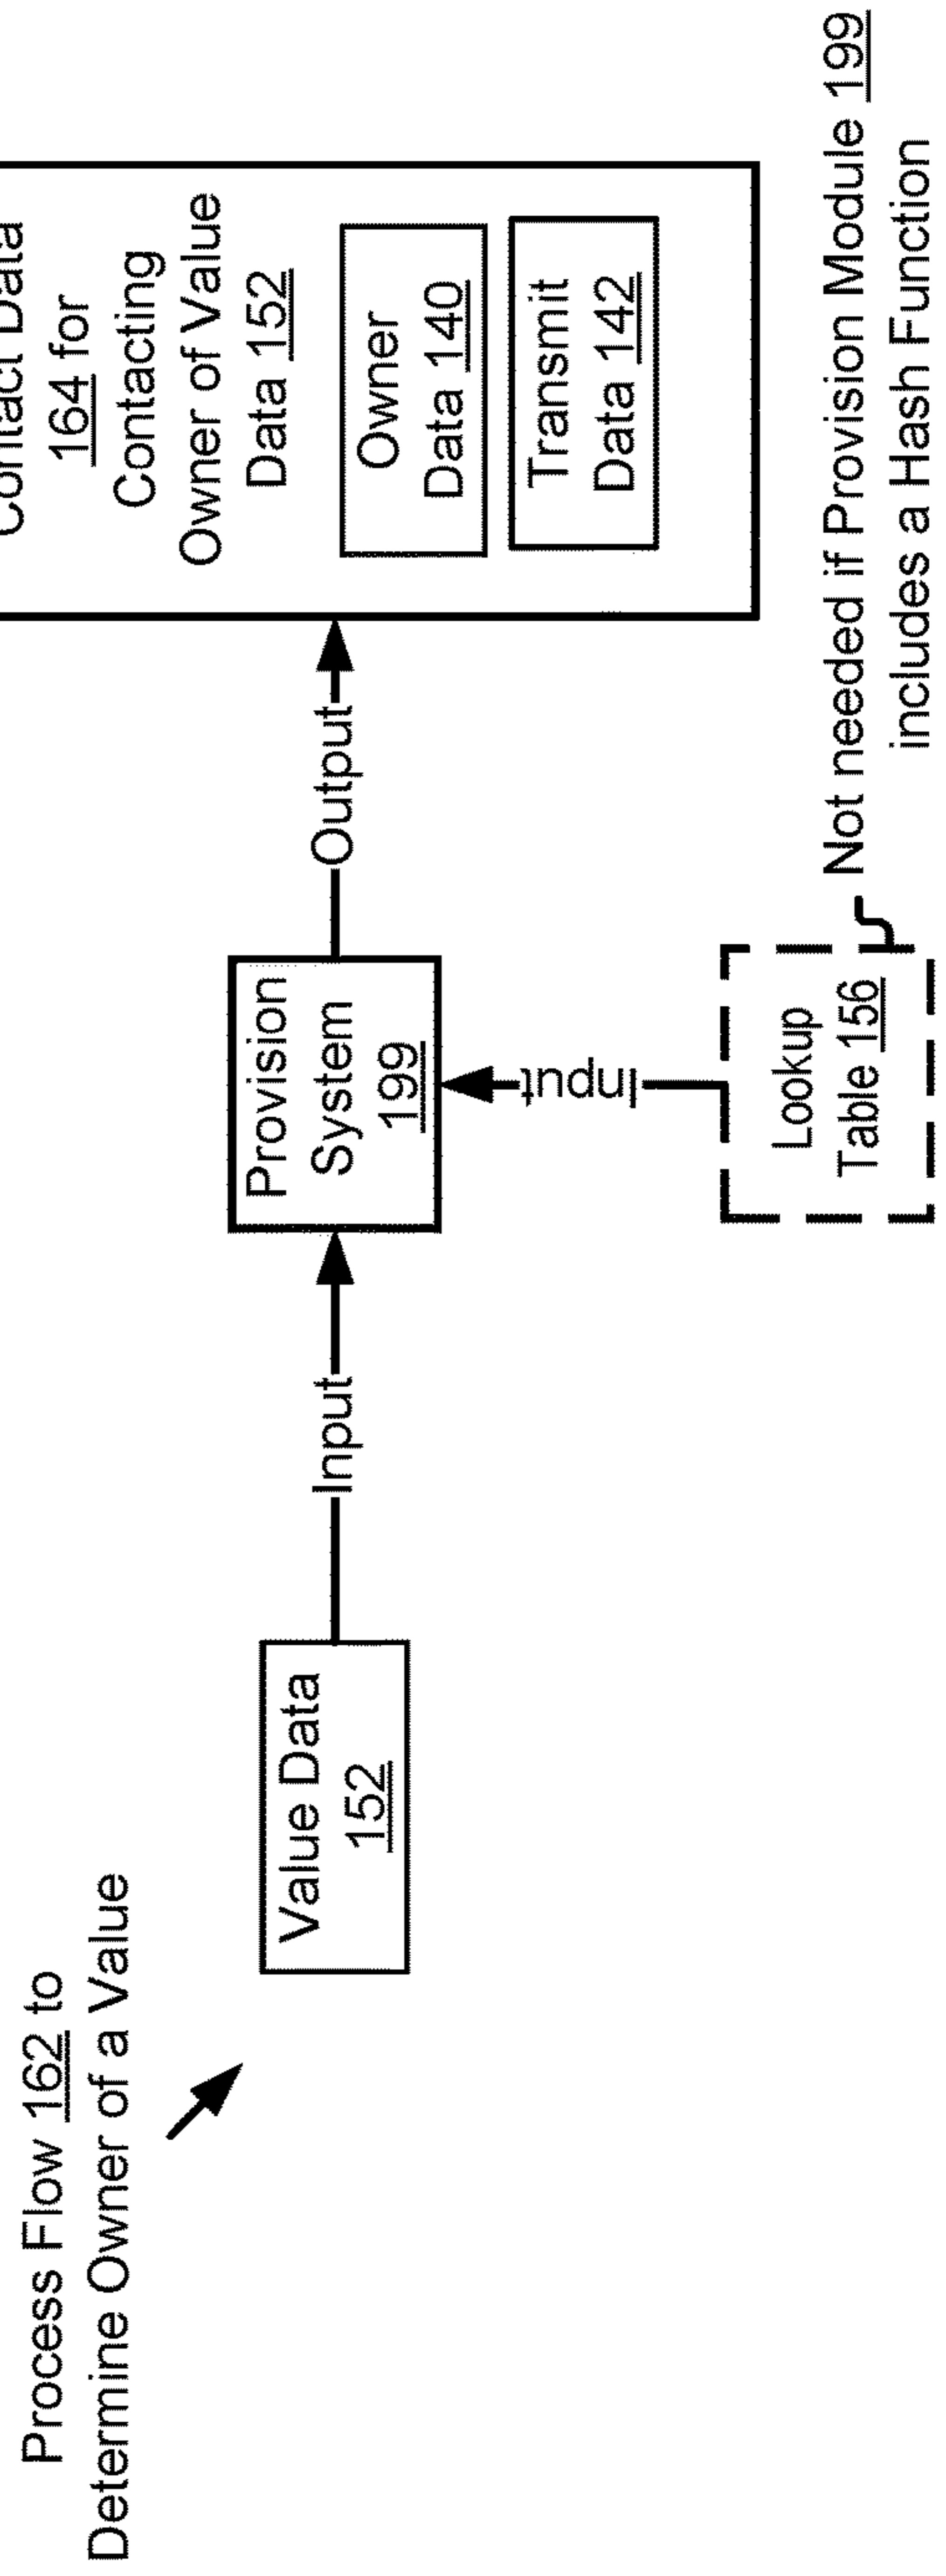 Process Flow 162 to
Determine Owner of a Value
Value Data
152
Input
Provision
System
199
Input
Lookup
Table 156
Not needed if Provision Module 199
includes a Hash Function
Output
Contact Data
164 for
Contacting
Owner of Value
Data 152
Owner
Data 140
Transmit
Data 142